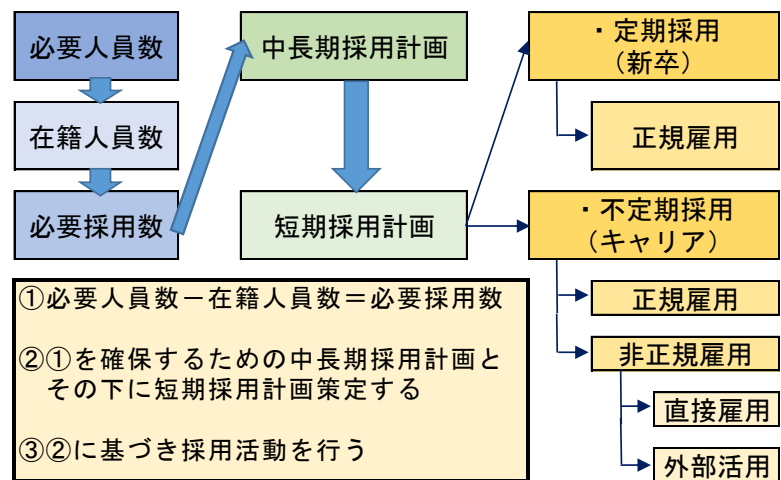 必要人員数
在籍人員数
必要採用数
中長期採用計画
短期採用計画
・定期採用
(新卒)
正規雇用
・不定期採用
(キャリア)
正規雇用
非正規雇用
直接雇用
外部活用
①必要人員数－在籍人員数＝必要採用数
②①を確保するための中長期採用計画と
その下に短期採用計画策定する
③②に基づき採用活動を行う